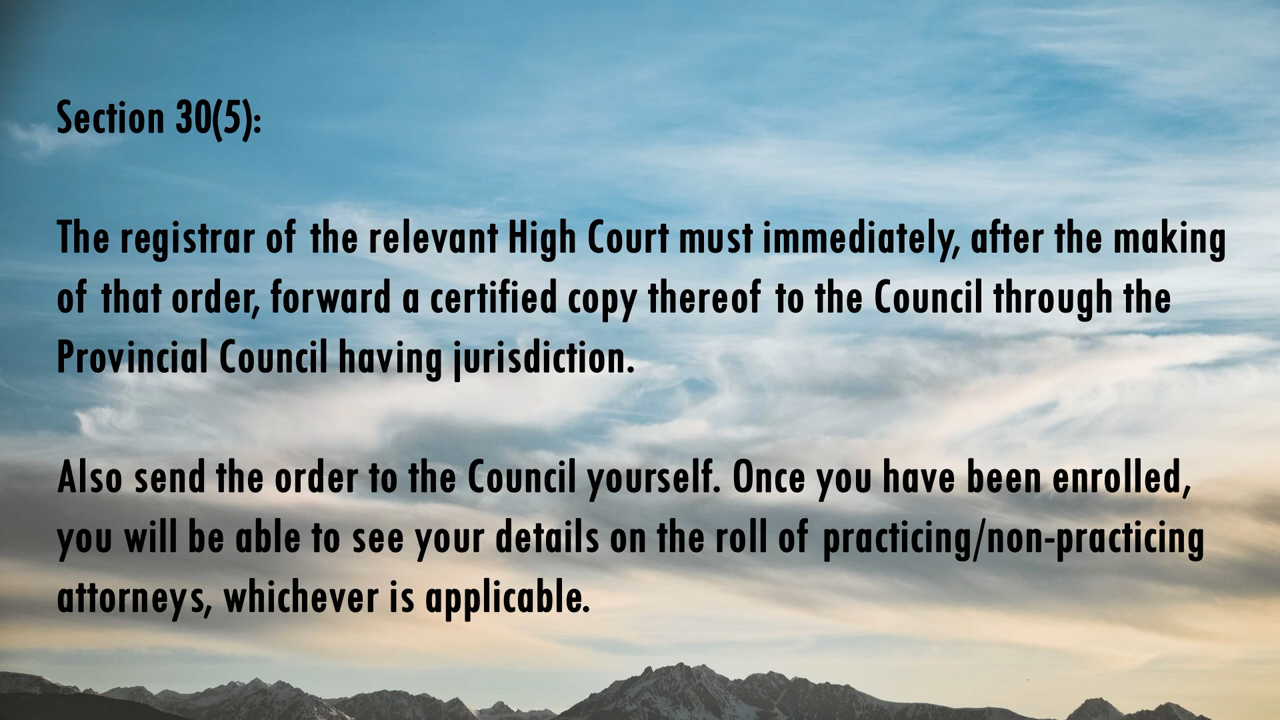 Section 30(5):
The registrar of the relevant High Court must immediately, after the making
of that order, forward a certified copy thereof to the Council through the
Provincial Council having jurisdiction.
Also send the order to the Council yourself. Once you have been enrolled,
you will be able to see your details on the roll of practicing/non-practicing
attorneys, whichever is applicable.